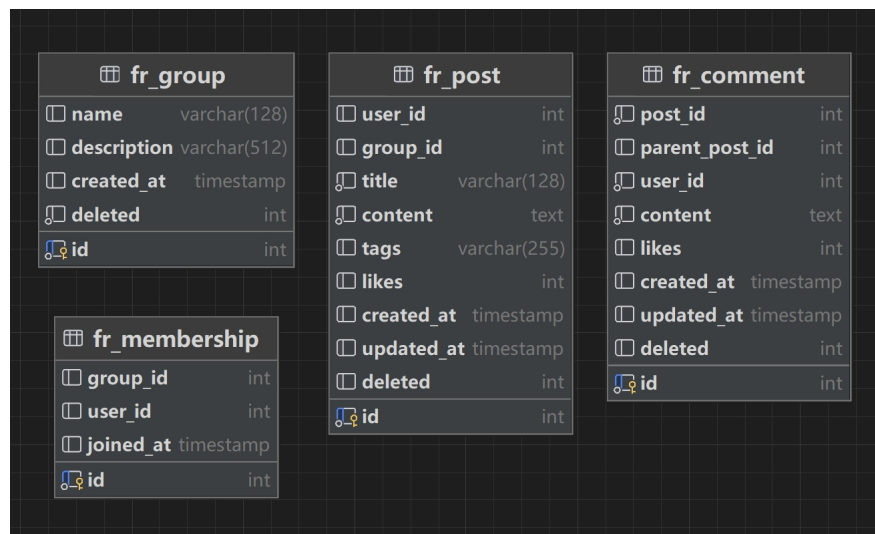 fr_group
name varchar(128)
description varchar(512)
created_at timestamp
deleted int
id int
fr_membership
group_id int
user_id int
joined_at timestamp
id int
fr_post
user_id int
group_id int
title varchar(128)
content text
tags varchar(255)
likes int
created_at timestamp
updated_at timestamp
deleted int
id int
fr_comment
post_id int
parent_post_id int
user_id int
content text
likes int
created_at timestamp
updated_at timestamp
deleted int
id int